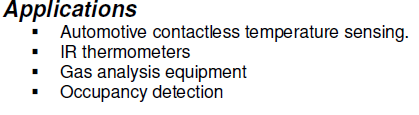 Applications
▪ Automotive contactless temperature sensing.
▪ IR thermometers
▪ Gas analysis equipment
▪ Occupancy detection